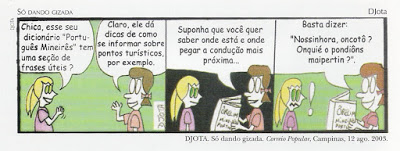 SÓ DANDO GIZADA
DJota
Chico, esse seu
dicionário "Portu-
guês Mineirês" tem
uma seção de
frases úteis ?
Claro, ele dá
dicas de como
se informar sobre
pontos turísticos,
por exemplo.
Suponha que você quer
saber onde está e onde
pegar a condução mais
próxima...
Basta dizer:
"Nossinhora, oncotô ?
Onquié o pondiôns
maipertin ?".
DJOTA. Só dando gizada. Correio Popular, Campinas, 12 ago. 2003.